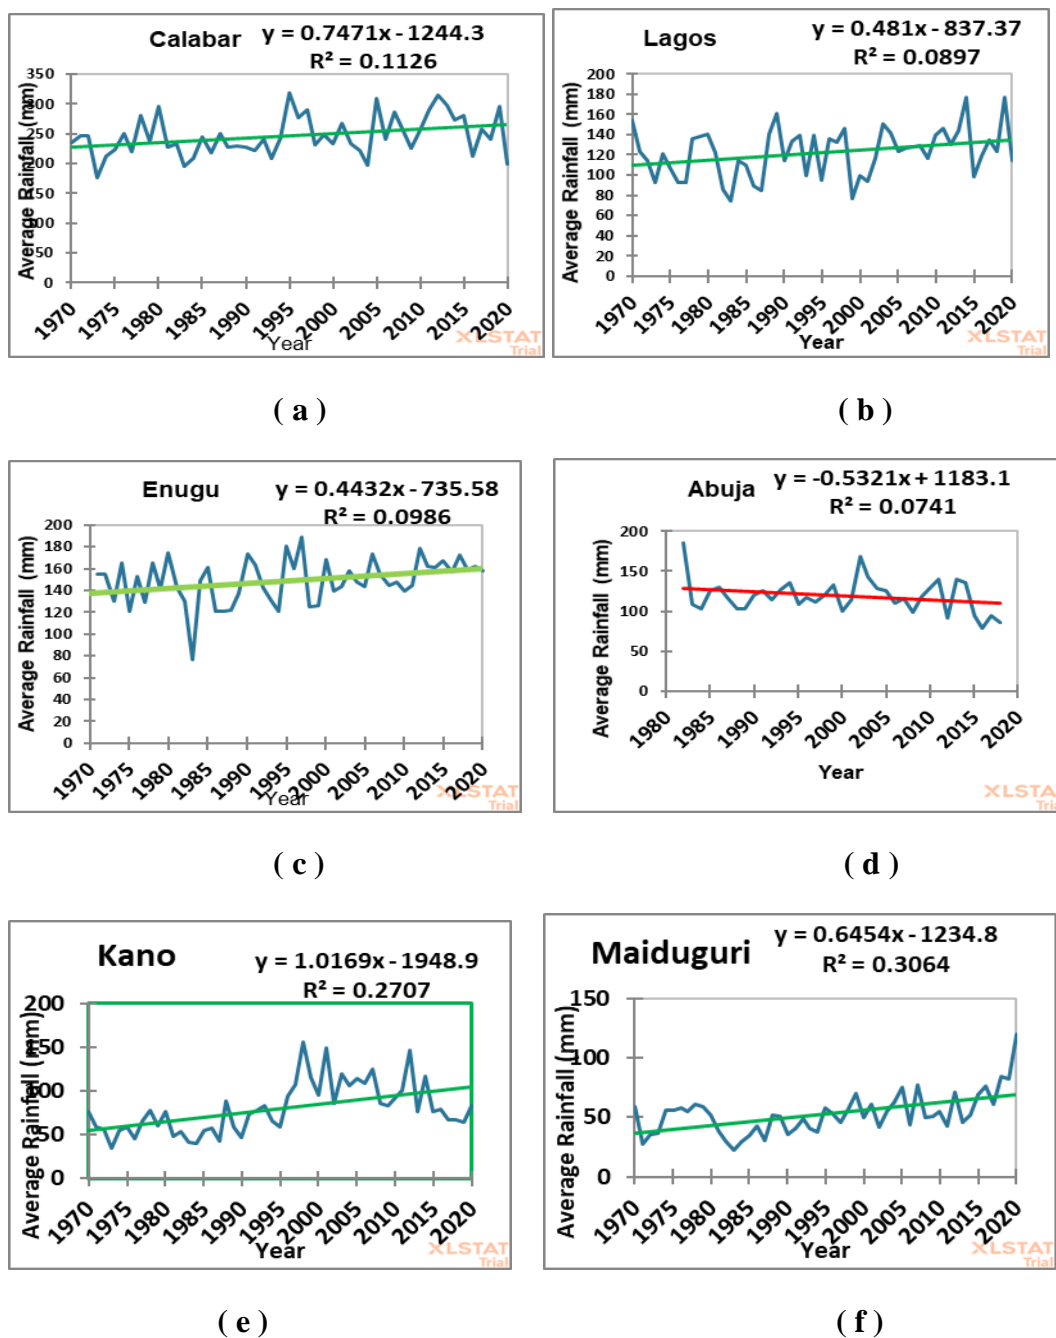 Calabar y = 0.7471x - 1244.3
R² = 0.1126
Average Rainfall (mm)
350
300
250
200
150
100
50
0
1970 1975 1980 1985 1990 1995 2000 2005 2010 2015 2020
Year
XLSTAT
Trial
( a )
Lagos y = 0.481x - 837.37
R² = 0.0897
Average Rainfall (mm)
200
180
160
140
120
100
80
60
40
20
0
1970 1975 1980 1985 1990 1995 2000 2005 2010 2015 2020
Year
XLSTAT
Trial
( b )
Enugu y = 0.4432x - 735.58
R² = 0.0986
Average Rainfall (mm)
200
180
160
140
120
100
80
60
40
20
0
1970 1975 1980 1985 1990 1995 2000 2005 2010 2015 2020
Year
XLSTAT
Trial
( c )
Abuja y = -0.5321x + 1183.1
R² = 0.0741
Average Rainfall (mm)
200
150
100
50
0
1980 1985 1990 1995 2000 2005 2010 2015 2020
Year
XLSTA
Tria
( d )
Kano y = 1.0169x - 1948.9
R² = 0.2707
Average Rainfall (mm)
200
150
100
50
0
1970 1975 1980 1985 1990 1995 2000 2005 2010 2015 2020
Year
XLSTAT
Trial
( e )
Maiduguri y = 0.6454x - 1234.8
R² = 0.3064
Average Rainfall (mm)
150
100
50
0
1970 1975 1980 1985 1990 1995 2000 2005 2010 2015 2020
Year
XLSTAT
Trial
( f )